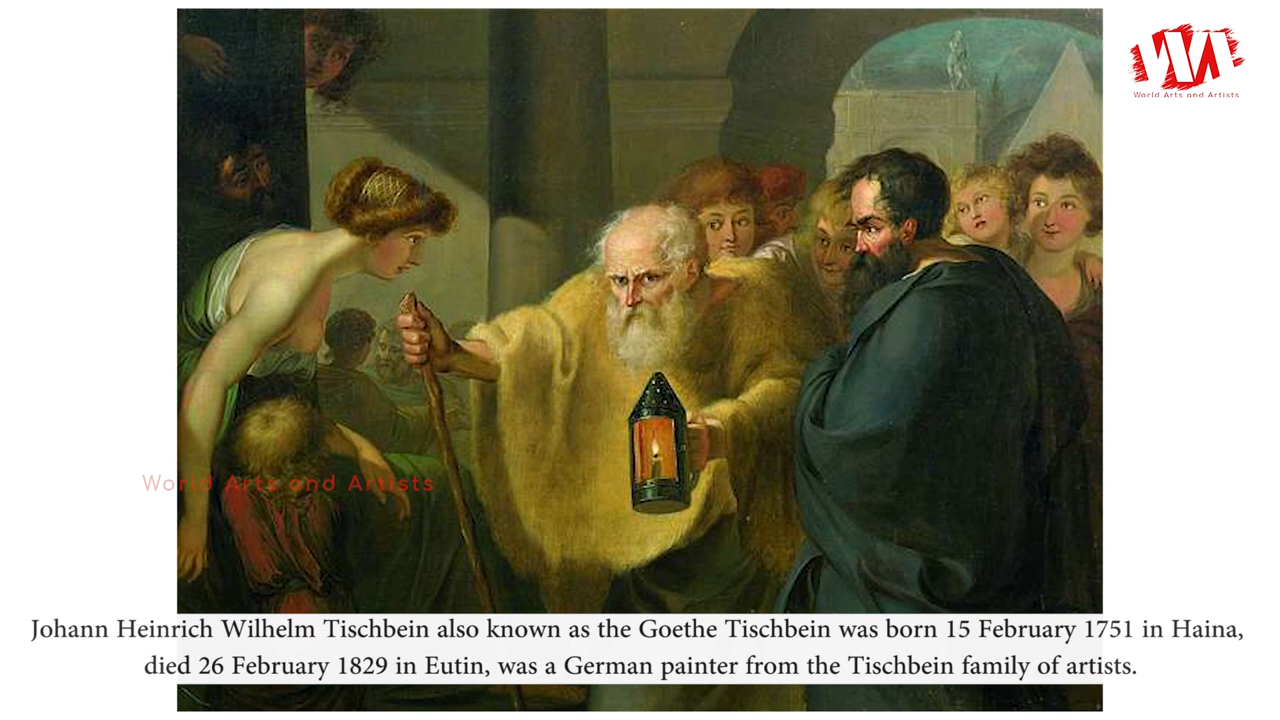 World Arts and Artists
World Arts and Artists
Johann Heinrich Wilhelm Tischbein also known as the Goethe Tischbein was born 15 February 1751 in Haina,
died 26 February 1829 in Eutin, was a German painter from the Tischbein family of artists.